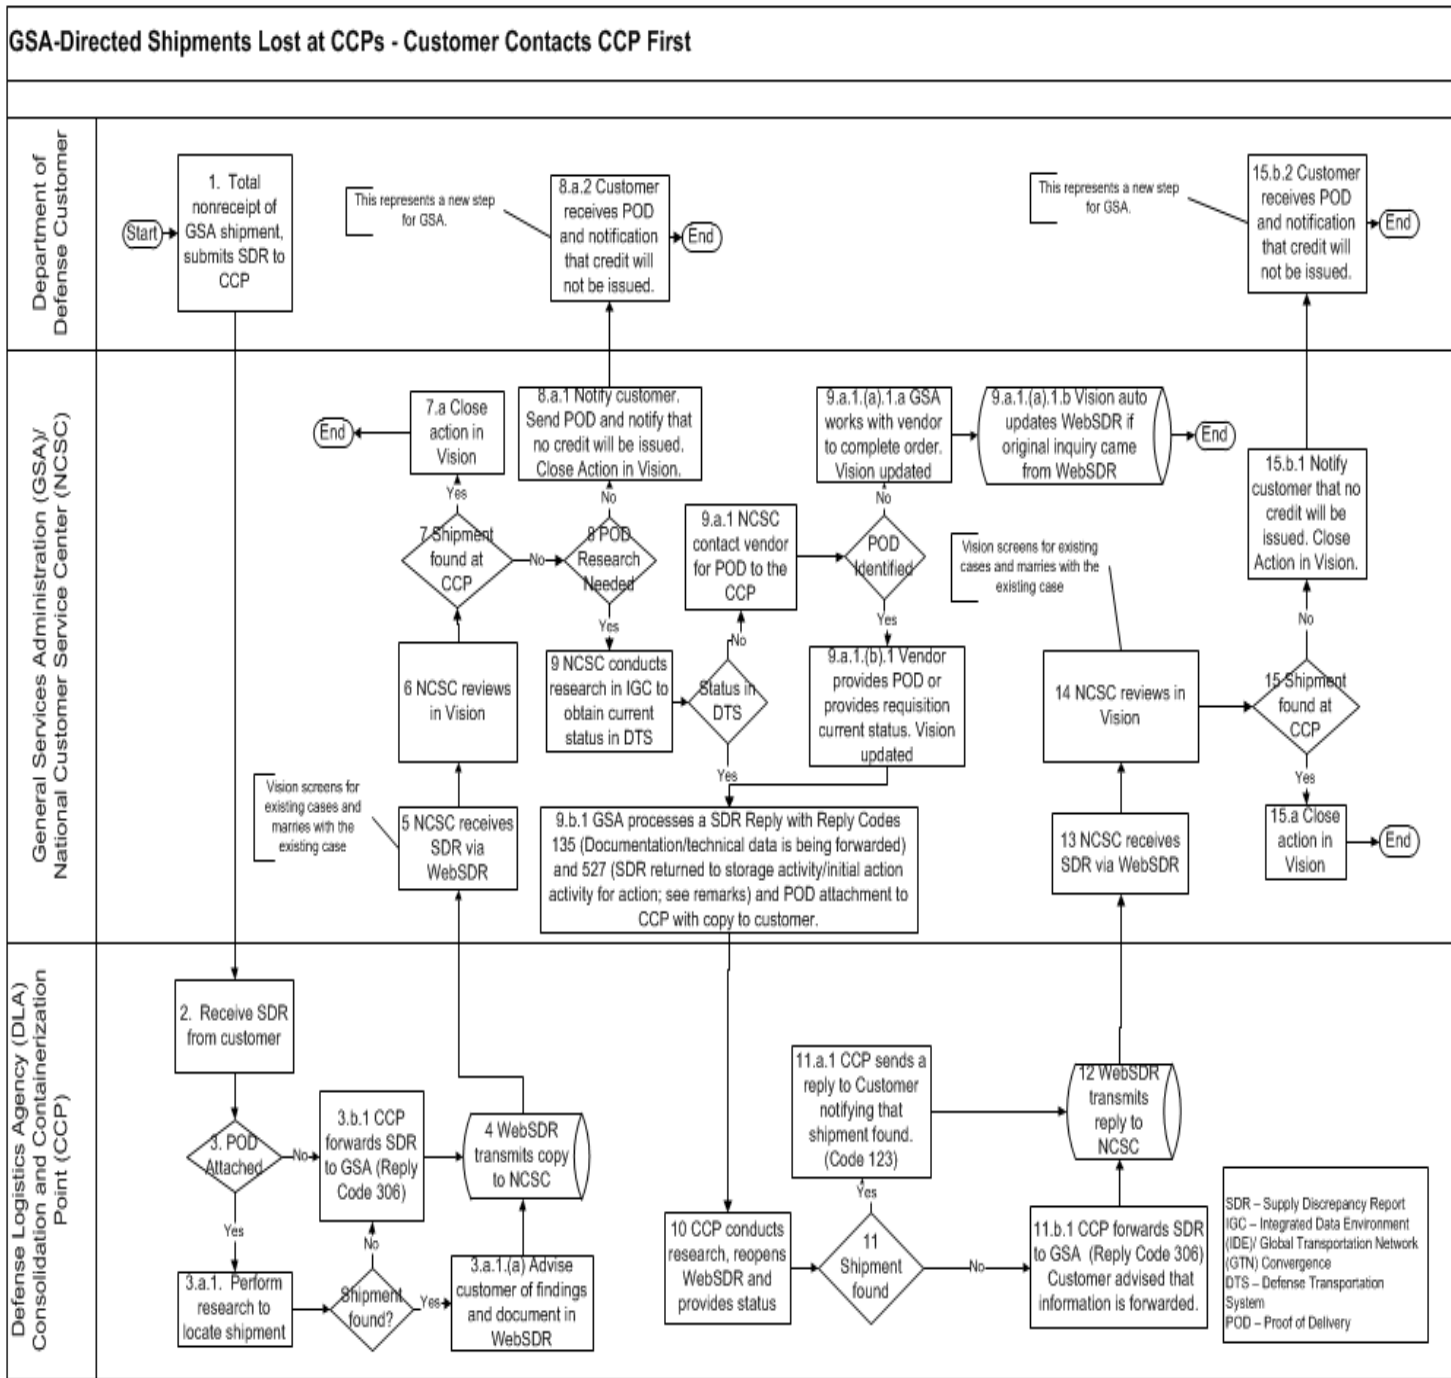 GSA-Directed Shipments Lost at CCPs - Customer Contacts CCP First
Department of
Defense Customer
Start
1. Total
nonreceipt of
GSA shipment,
submits SDR to
CCP
This represents a new step
for GSA.
8.a.2 Customer
receives POD
and notification
that credit will
not be issued.
End
This represents a new step
for GSA.
15.b.2 Customer
receives POD
and notification
that credit will
not be issued.
End
General Services Administration (GSA)/
National Customer Service Center (NCSC)
End
7.a Close
action in
Vision
Yes
7 Shipment
found at
CCP
No
8.a.1 Notify customer.
Send POD and notify that
no credit will be issued.
Close Action in Vision.
No
8 POD
Research
Needed
Yes
6 NCSC reviews
in Vision
Vision screens for
existing cases and
marries with the
existing case
5 NCSC receives
SDR via
WebSDR
9 NCSC conducts
research in IGC to
obtain current
status in DTS
Status in
DTS
No
Yes
9.a.1 NCSC
contact vendor
for POD to the
CCP
9.a.1.(a).1.a GSA
works with vendor
to complete order.
Vision updated
No
POD
Identified
Yes
9.a.1.(a).1.b Vision auto
updates WebSDR if
original inquiry came
from WebSDR
End
9.a.1.(b).1 Vendor
provides POD or
provides requisition
current status. Vision
updated
9.b.1 GSA processes a SDR Reply with Reply Codes
135 (Documentation/technical data is being forwarded)
and 527 (SDR returned to storage activity/initial action
activity for action; see remarks) and POD attachment to
CCP with copy to customer.
Vision screens for existing
cases and marries with the
existing case
14 NCSC reviews in
Vision
13 NCSC receives
SDR via WebSDR
15.b.1 Notify
customer that no
credit will be
issued. Close
Action in Vision.
No
15 Shipment
found at
CCP
Yes
15.a Close
action in
Vision
End
Defense Logistics Agency (DLA)
Consolidation and Containerization
Point (CCP)
2. Receive SDR
from customer
3. POD
Attached
No
Yes
3.b.1 CCP
forwards SDR
to GSA (Reply
Code 306)
4 WebSDR
transmits copy
to NCSC
3.a.1. Perform
research to
locate shipment
No
Shipment
found?
Yes
3.a.1.(a) Advise
customer of findings
and document in
WebSDR
10 CCP conducts
research, reopens
WebSDR and
provides status
11.a.1 CCP sends a
reply to Customer
notifying that
shipment found.
(Code 123)
Yes
11
Shipment
found
No
12 WebSDR
transmits
reply to
NCSC
11.b.1 CCP forwards SDR
to GSA (Reply Code 306)
Customer advised that
information is forwarded.
SDR – Supply Discrepancy Report
IGC – Integrated Data Environment
(IDE)/ Global Transportation Network
(GTN) Convergence
DTS – Defense Transportation
System
POD – Proof of Delivery